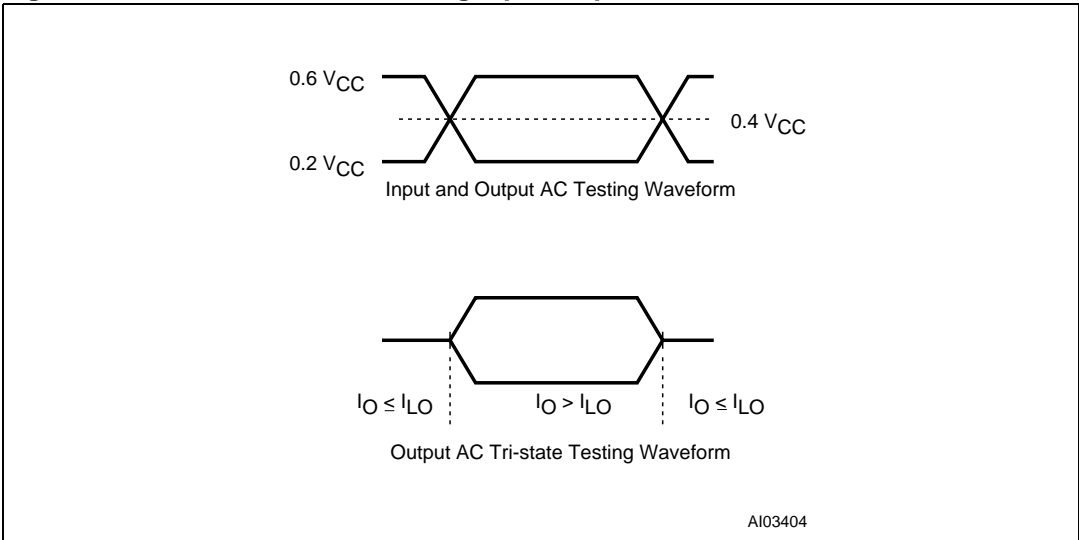 0.6 VCC
0.4 VCC
0.2 VCC
Input and Output AC Testing Waveform
IO ≤ ILO IO > ILO IO ≤ ILO
Output AC Tri-state Testing Waveform
AI03404